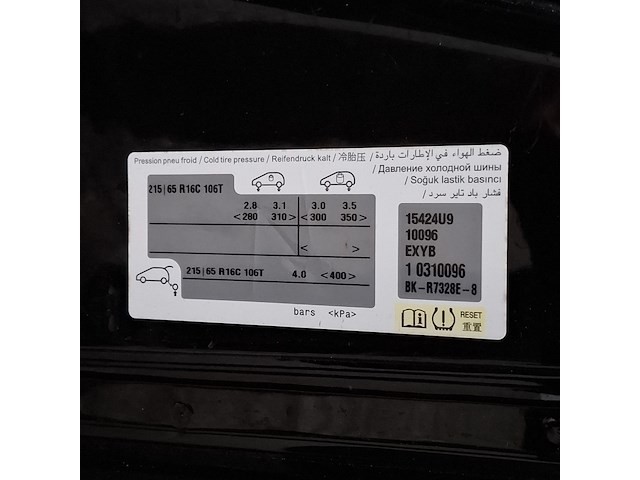 Pression pneu froid / Cold tire pressure / Reifendruck kalt / 冷胎压 / ضغط الهواء في الإطارات باردة
/ Давление холодной шины
/ Soğuk lastik basıncı
/ فشار باد تایر سرد
215|65 R16C 106T
2.8 3.1 3.0 3.5
<280 310> <300 350>
< >
215|65 R16C 106T 4.0 <400>
bars <kPa>
15424U9
10096
EXYB
1 0310096
BK-R7328E-8
RESET
重置